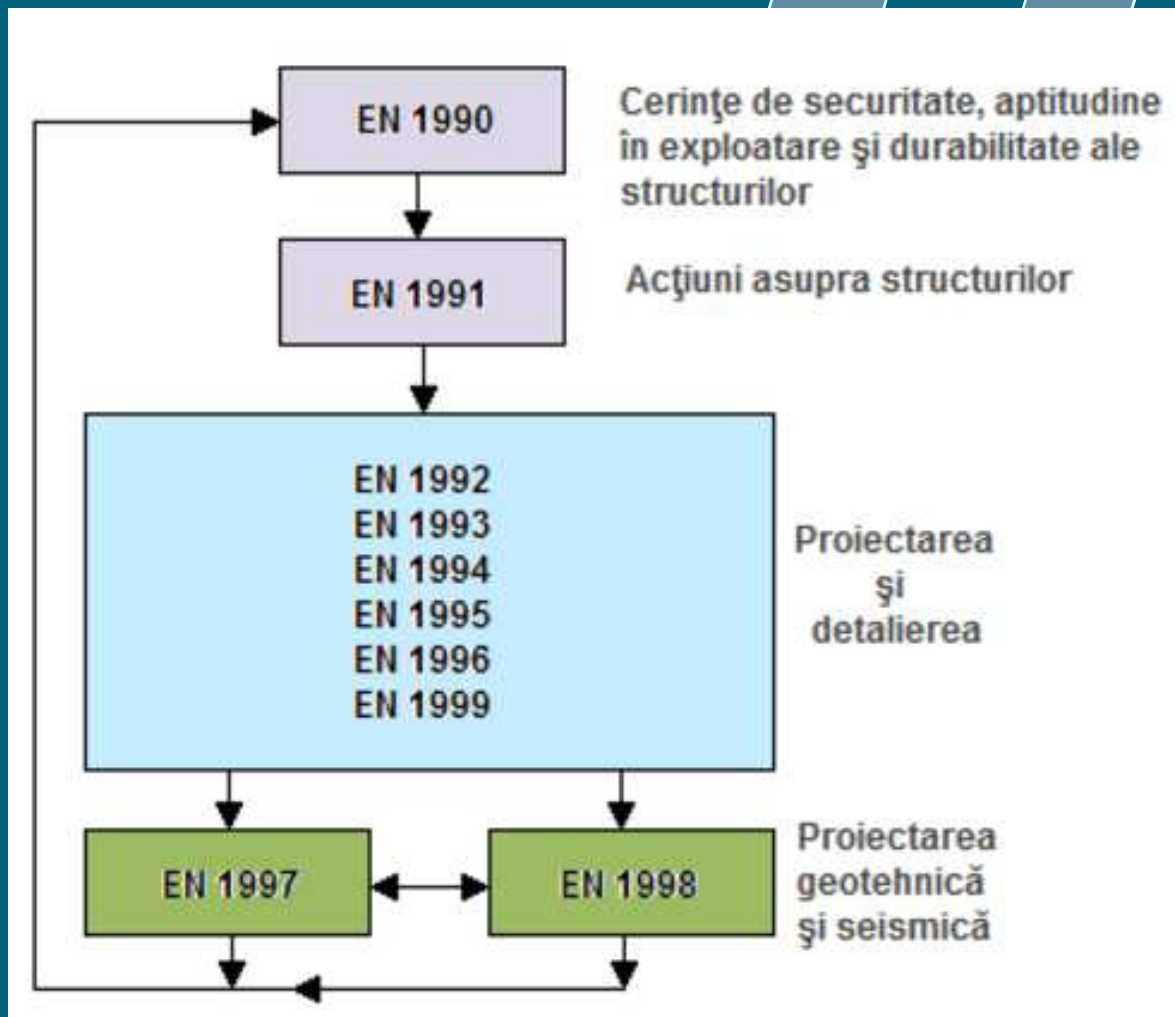 EN 1990
Cerinţe de securitate, aptitudine
în exploatare şi durabilitate ale
structurilor
EN 1991
Acţiuni asupra structurilor
EN 1992
EN 1993
EN 1994
EN 1995
EN 1996
EN 1999
Proiectarea
şi
detalierea
EN 1997
EN 1998
Proiectarea
geotehnică
şi seismică